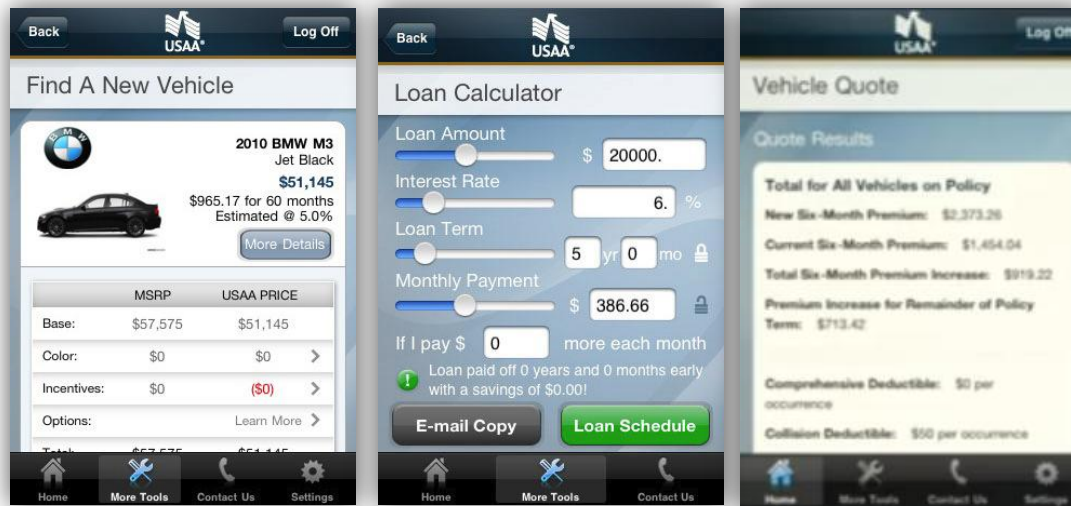 Back
USAA®
Log Off
Find A New Vehicle
BMW
2010 BMW M3
Jet Black
$51,145
$965.17 for 60 months
Estimated @ 5.0%
More Details
MSRP USAA PRICE
Base: $57,575 $51,145
Color: $0 $0
Incentives: $0 ($0)
Options: Learn More
Total: $57,575 $51,145
Home More Tools Contact Us Settings
Back
USAA®
Loan Calculator
Loan Amount
$ 20000.
Interest Rate
6. %
Loan Term
5 yr 0 mo
Monthly Payment
$ 386.66
If I pay $ 0 more each month
Loan paid off 0 years and 0 months early
with a savings of $0.00!
E-mail Copy Loan Schedule
Home More Tools Contact Us
USAA®
Log Off
Vehicle Quote
Quote Results
Total for All Vehicles on Policy
New Six-Month Premium: $2,373.26
Current Six-Month Premium: $1,454.04
Total Six-Month Premium Increase: $919.22
Premium Increase for Remainder of Policy
Term: $713.42
Comprehensive Deductible: $0 per
occurrence
Collision Deductible: $50 per occurrence
Home More Tools Contact Us Settings